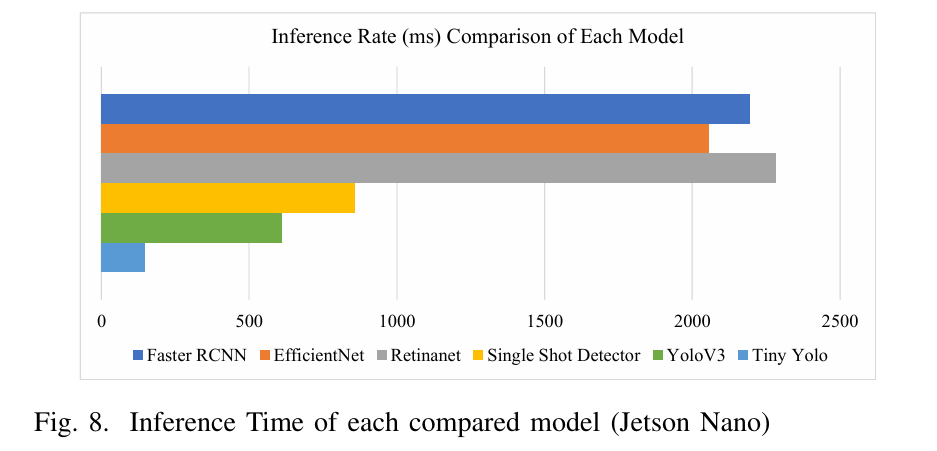 Inference Rate (ms) Comparison of Each Model
0 500 1000 1500 2000 2500
Faster RCNN EfficientNet Retinanet Single Shot Detector YoloV3 Tiny Yolo
Fig. 8. Inference Time of each compared model (Jetson Nano)